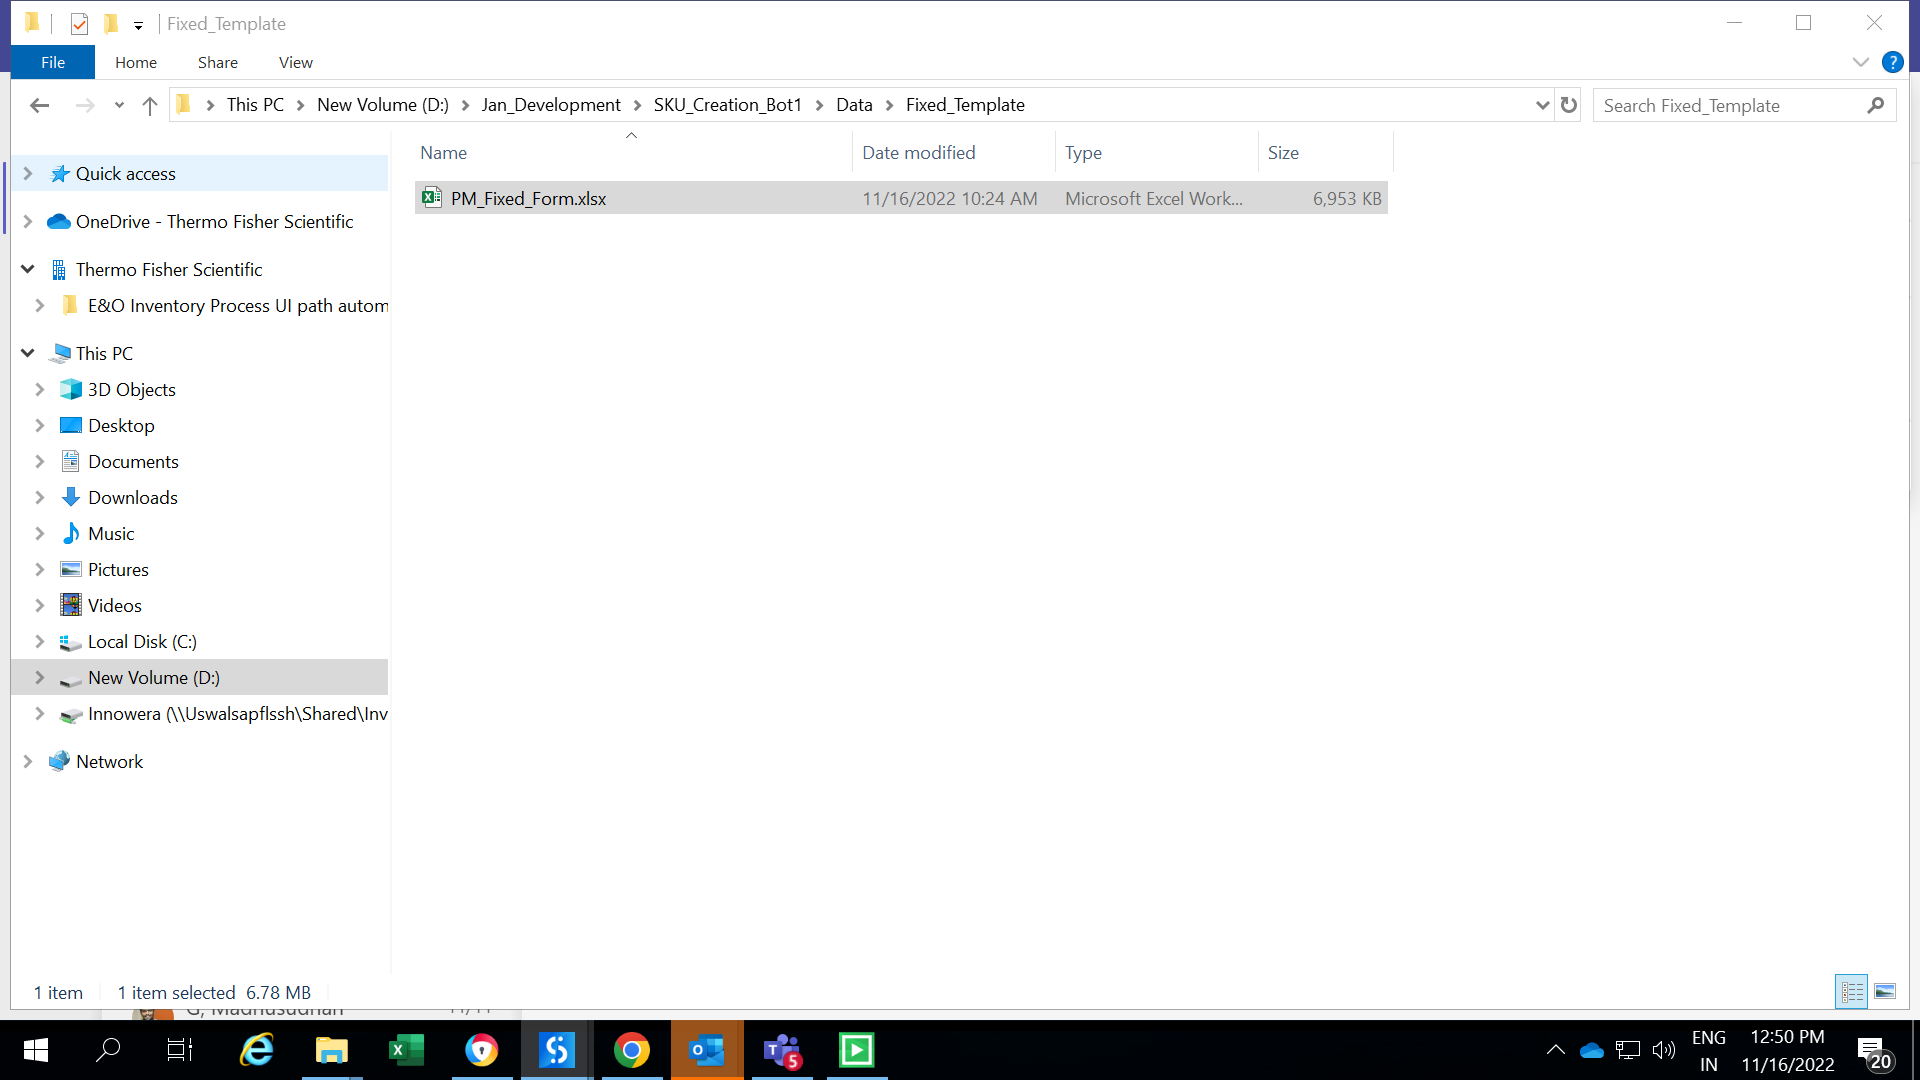 Fixed_Template
File Home Share View
This PC New Volume (D:) Jan_Development SKU_Creation_Bot1 Data Fixed_Template
Search Fixed_Template
Name Date modified Type Size
PM_Fixed_Form.xlsx 11/16/2022 10:24 AM Microsoft Excel Work... 6,953 KB
Quick access
OneDrive - Thermo Fisher Scientific
Thermo Fisher Scientific
E&O Inventory Process UI path autom
This PC
3D Objects
Desktop
Documents
Downloads
Music
Pictures
Videos
Local Disk (C:)
New Volume (D:)
Innowera (\\Uswalsapflssh\Shared\Inv
Network
1 item 1 item selected 6.78 MB
G, Madhusudhan 11/11
ENG 12:50 PM
IN 11/16/2022
20
5